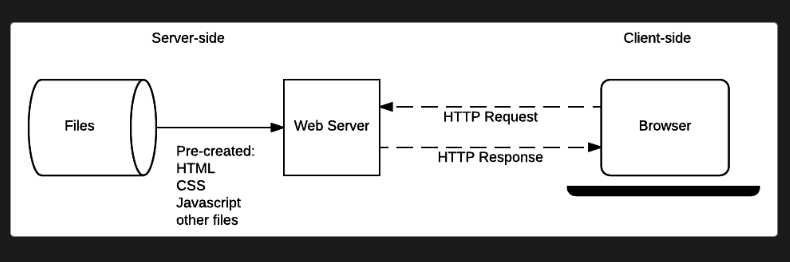 Server-side
Client-side
Files
Web Server
HTTP Request
Browser
HTTP Response
Pre-created:
HTML
CSS
Javascript
other files